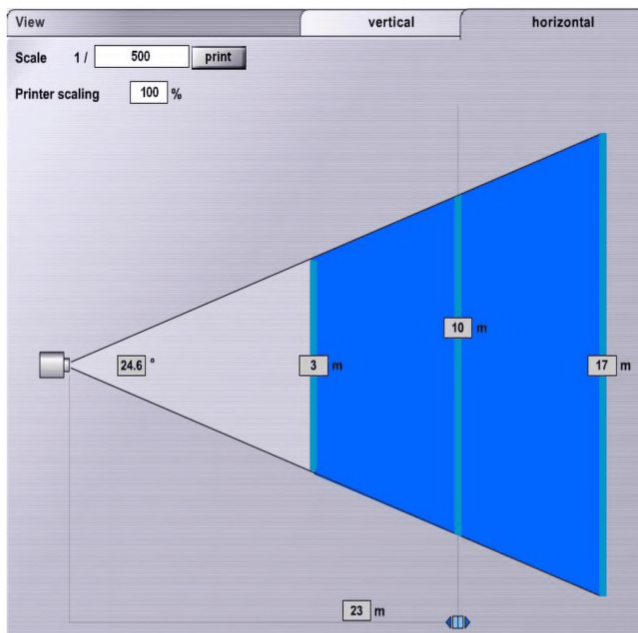 View vertical horizontal
Scale 1 / 500 print
Printer scaling 100 %
10 m
24.6 ° 3 m 17 m
23 m